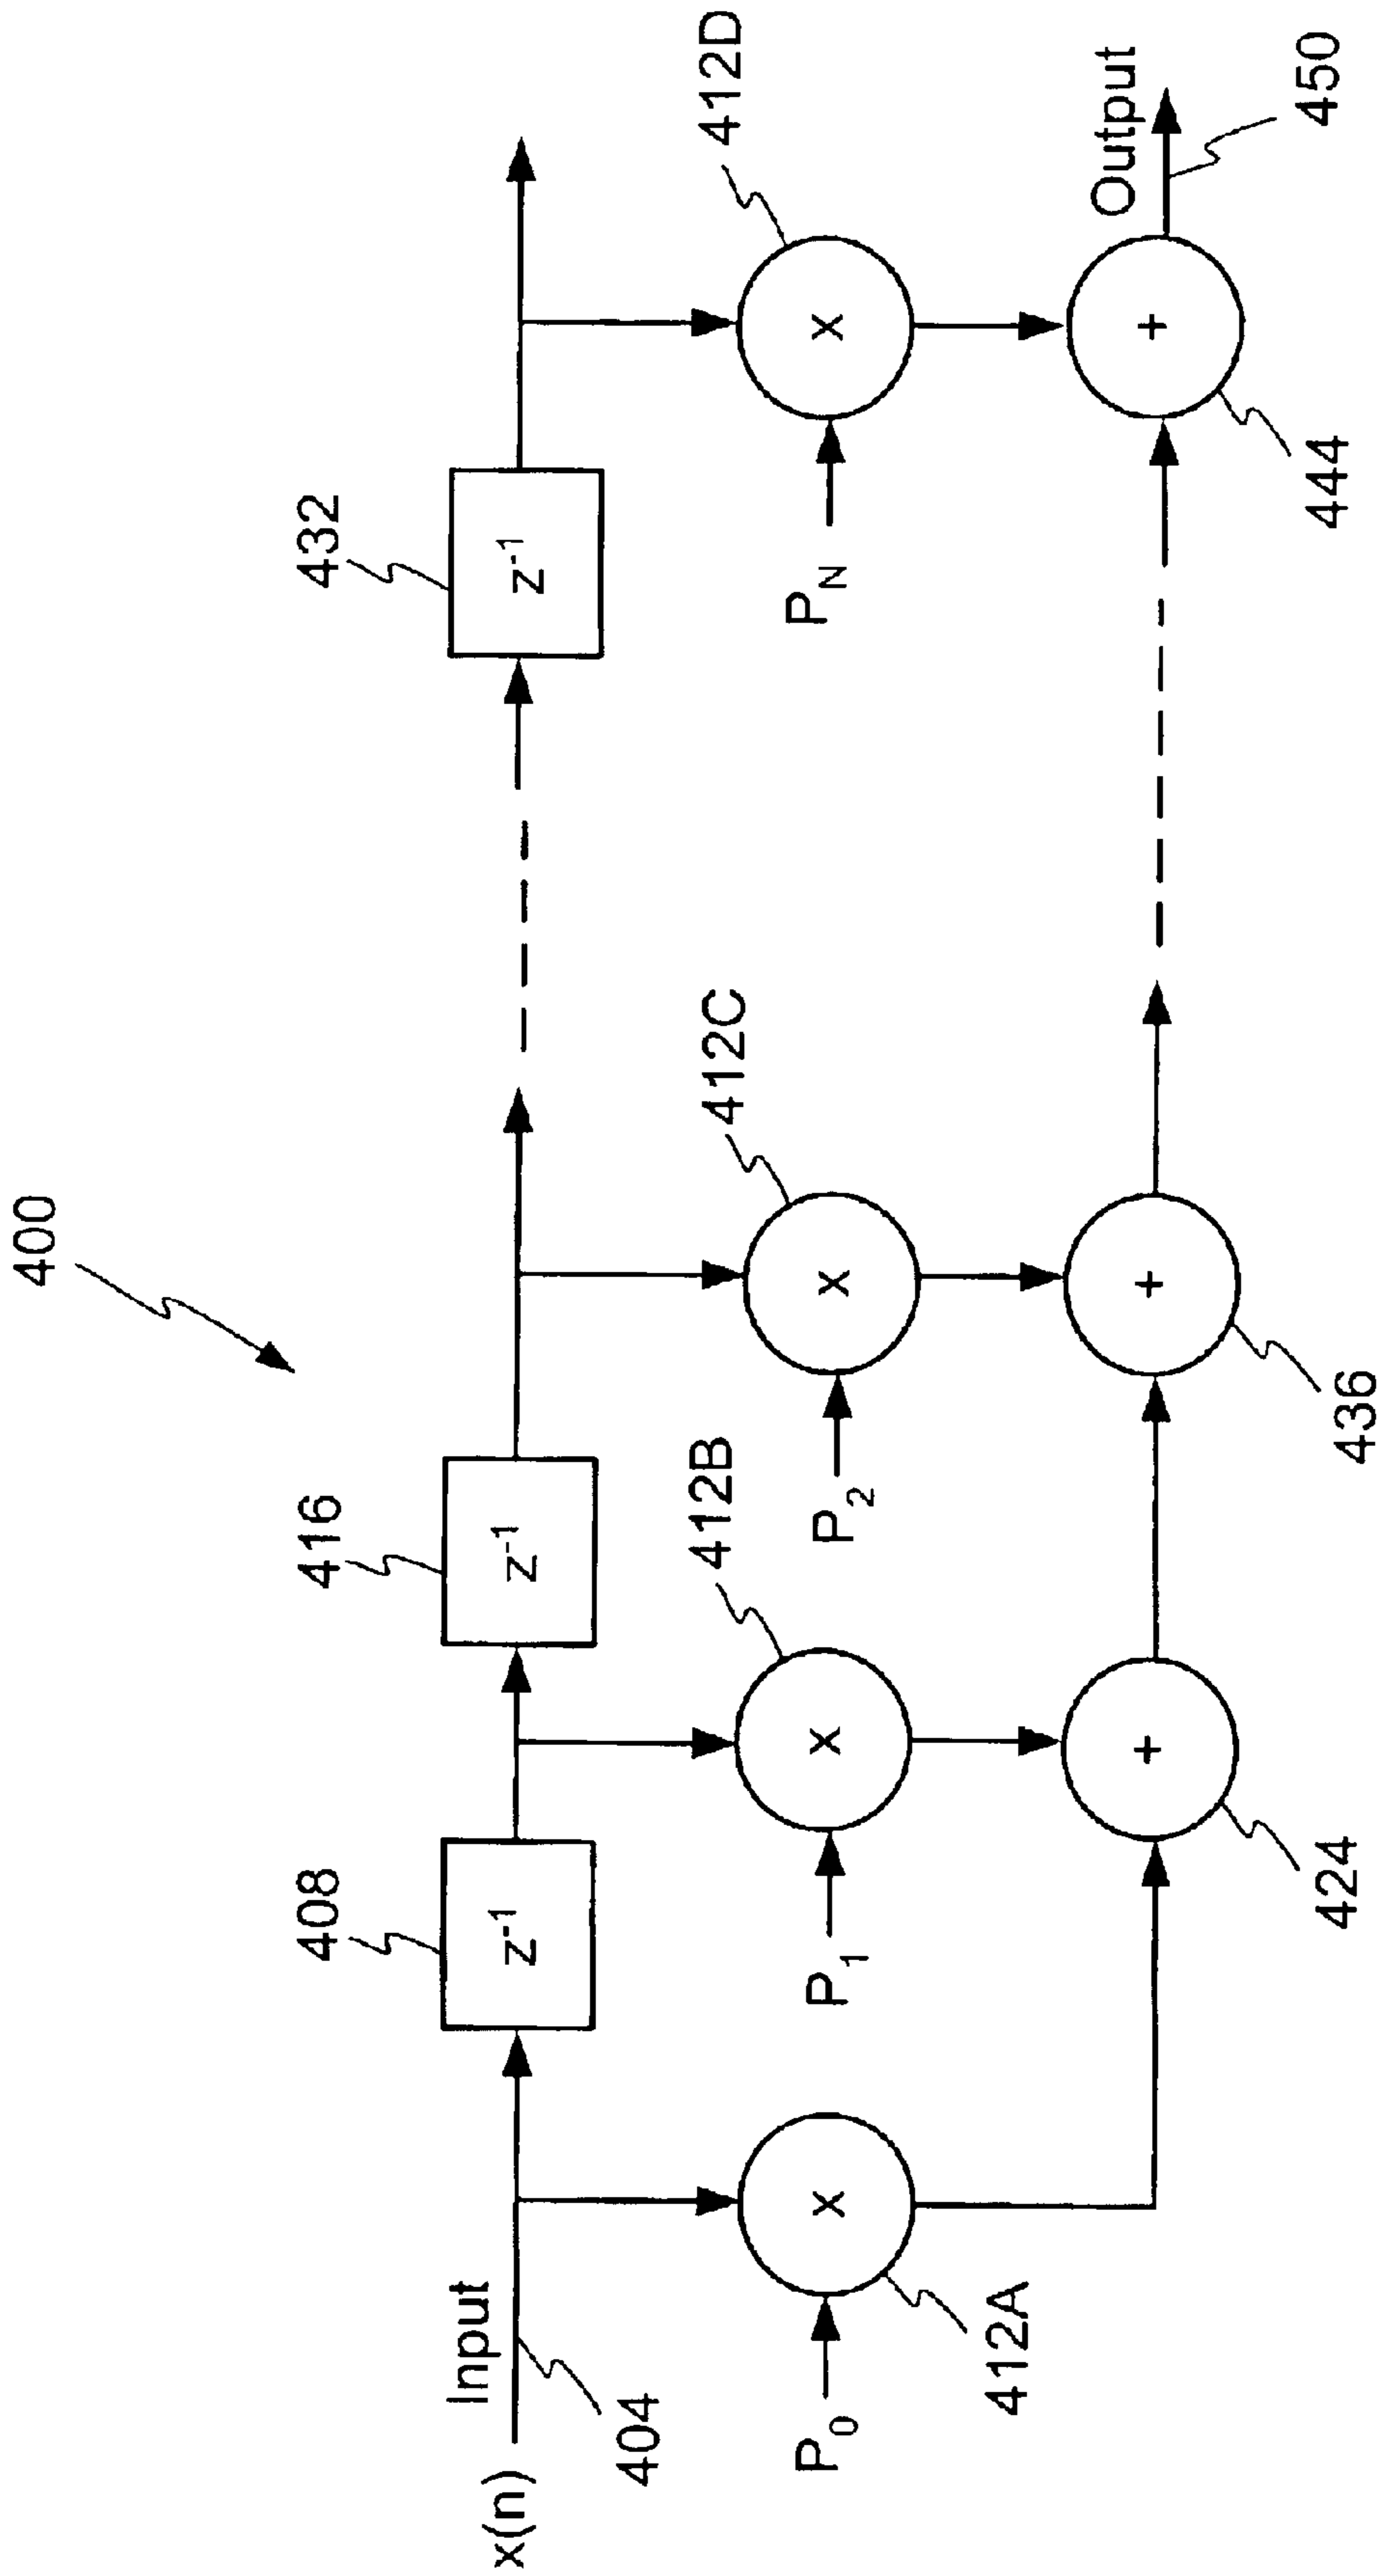 400
408
416
432
Input
x(n)
z-1
z-1
z-1
404
412B
412C
412D
P0
P1
P2
PN
x
x
x
x
412A
Output
+
+
+
424
436
444
450